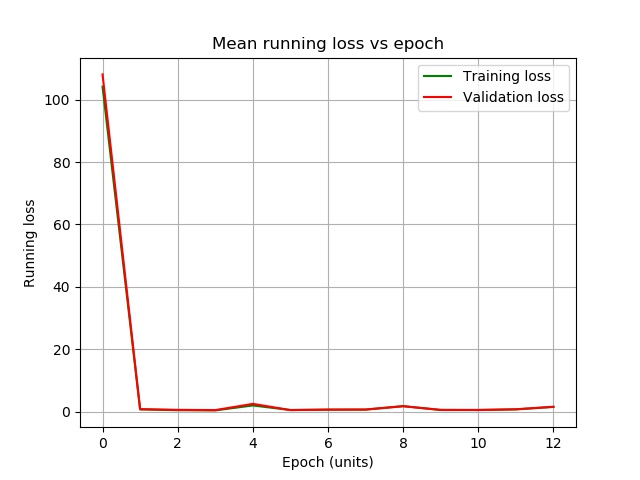 Mean running loss vs epoch
Training loss
Validation loss
100
80
60
40
20
0
Running loss
0 2 4 6 8 10 12
Epoch (units)